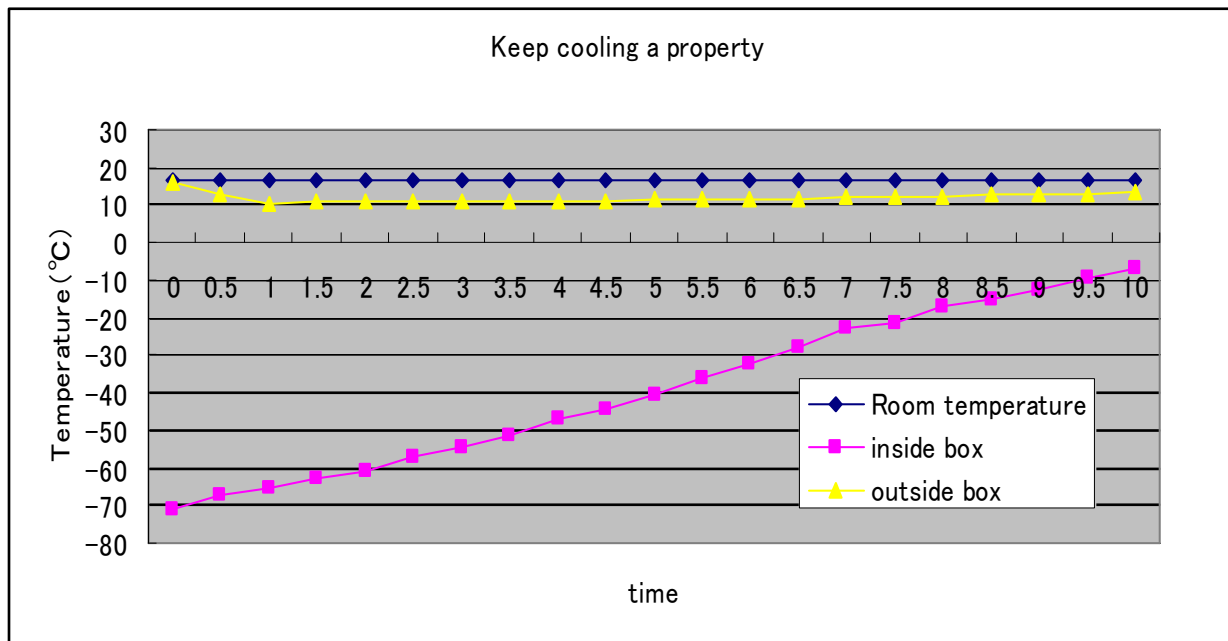 Keep cooling a property
30
20
10
0
-10
-20
-30
-40
-50
-60
-70
-80
Temperature(℃)
0 0.5 1 1.5 2 2.5 3 3.5 4 4.5 5 5.5 6 6.5 7 7.5 8 8.5 9 9.5 10
Room temperature
inside box
outside box
time